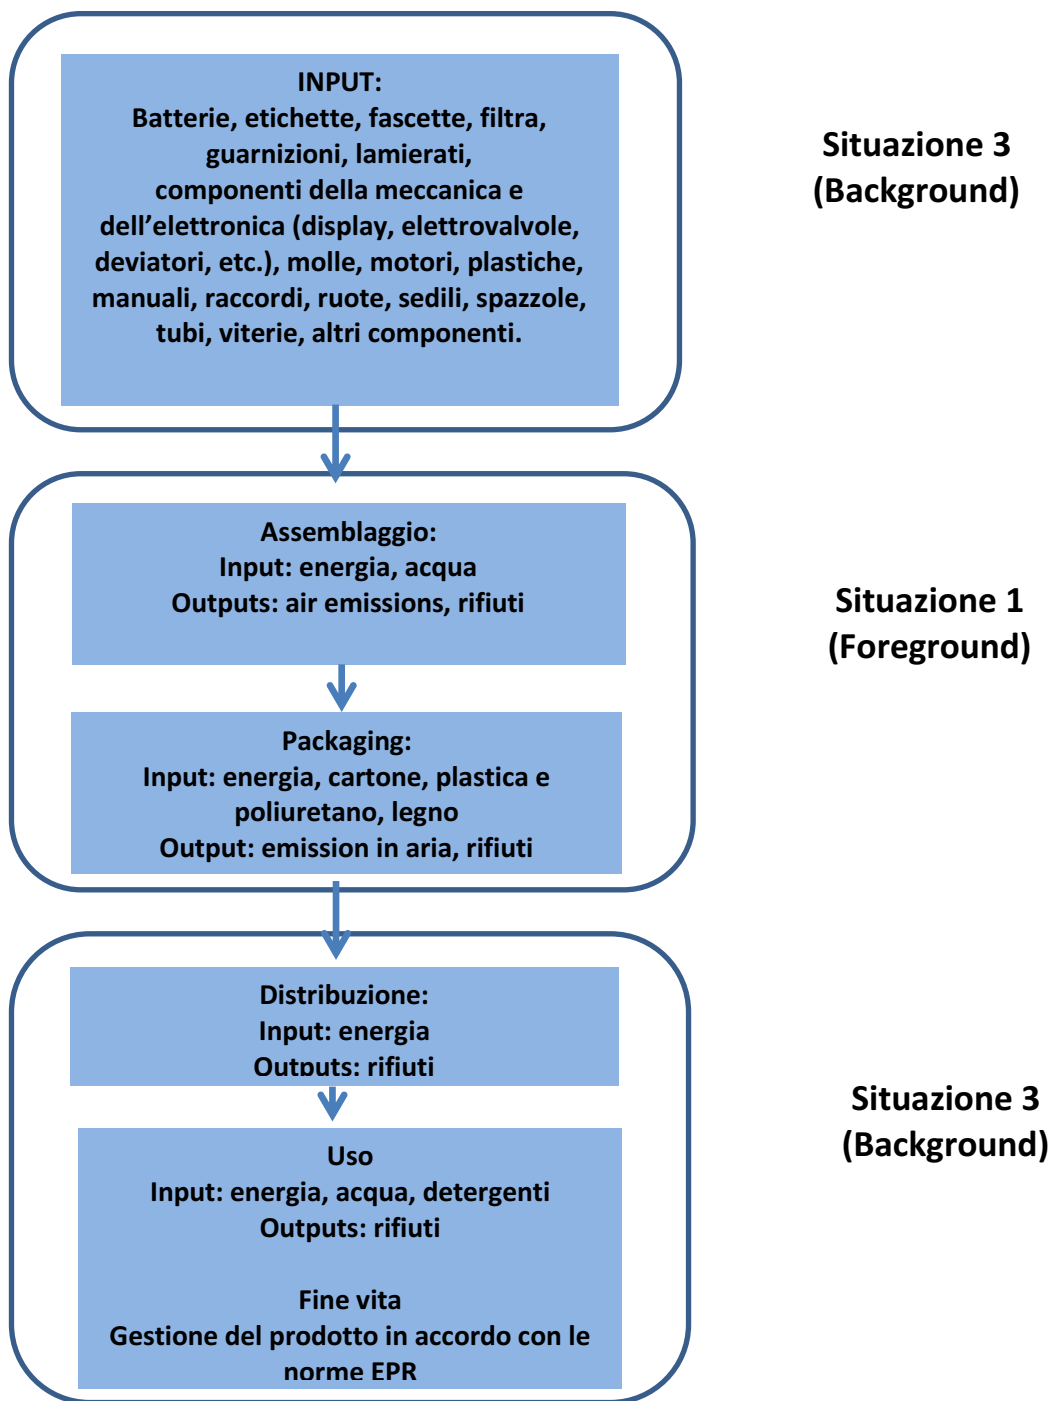 INPUT:
Batterie, etichette, fascette, filtra,
guarnizioni, lamierati,
componenti della meccanica e
dell’elettronica (display, elettrovalvole,
deviatori, etc.), molle, motori, plastiche,
manuali, raccordi, ruote, sedili, spazzole,
tubi, viterie, altri componenti.
Situazione 3
(Background)
Assemblaggio:
Input: energia, acqua
Outputs: air emissions, rifiuti
Situazione 1
(Foreground)
Packaging:
Input: energia, cartone, plastica e
poliuretano, legno
Output: emission in aria, rifiuti
Distribuzione:
Input: energia
Outputs: rifiuti
Situazione 3
(Background)
Uso
Input: energia, acqua, detergenti
Outputs: rifiuti
Fine vita
Gestione del prodotto in accordo con le
norme EPR